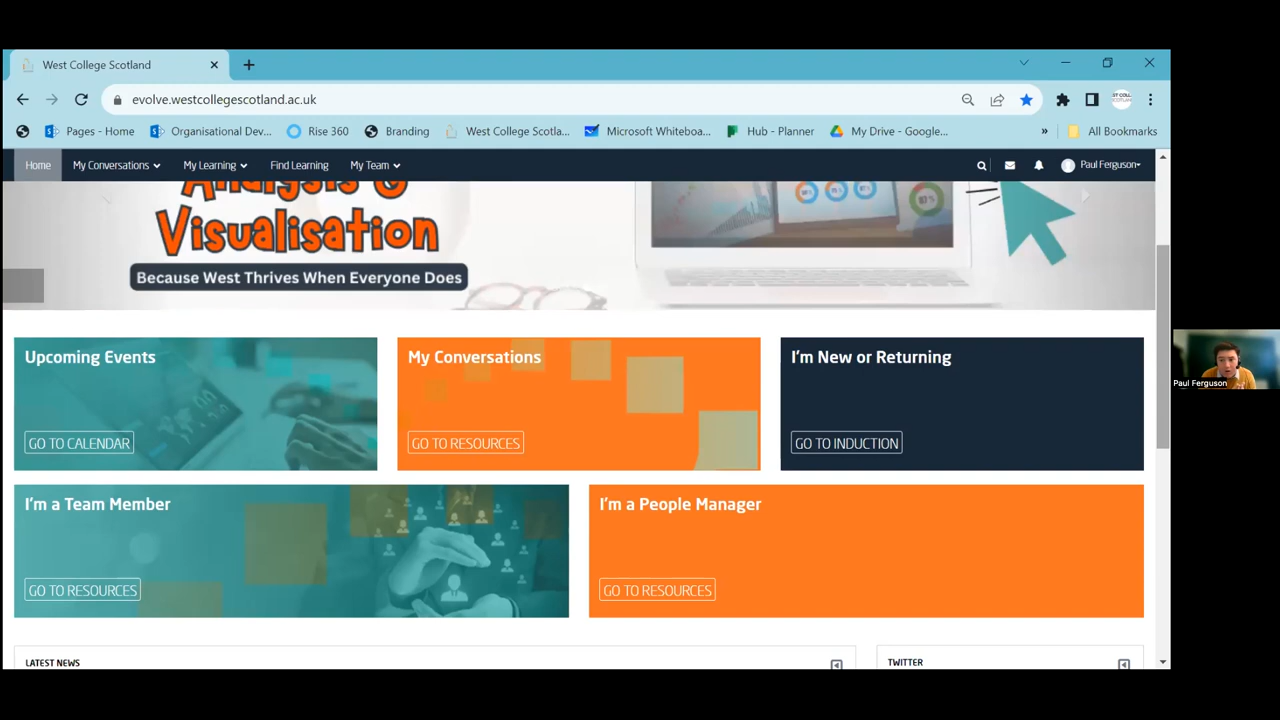 West College Scotland
evolve.westcollegescotland.ac.uk
Pages - Home
Organisational Dev...
Rise 360
Branding
West College Scotla...
Microsoft Whiteboa...
Hub - Planner
My Drive - Google...
»
All Bookmarks
Home
My Conversations
My Learning
Find Learning
My Team
Paul Ferguson
Analysis &
Visualisation
Because West Thrives When Everyone Does
Upcoming Events
GO TO CALENDAR
My Conversations
GO TO RESOURCES
I'm New or Returning
GO TO INDUCTION
Paul Ferguson
I'm a Team Member
GO TO RESOURCES
I'm a People Manager
GO TO RESOURCES
LATEST NEWS
TWITTER